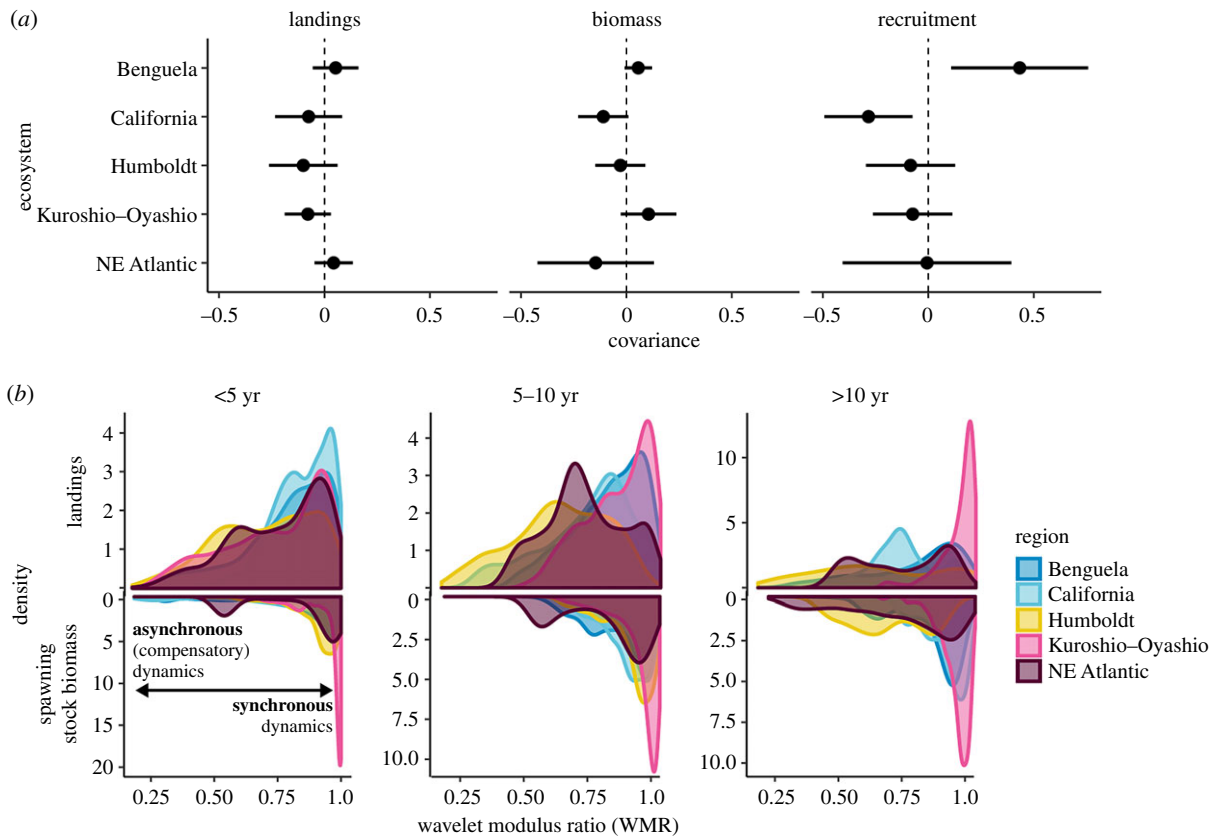 (a)
landings biomass recruitment
ecosystem
Benguela
California
Humboldt
Kuroshio–Oyashio
NE Atlantic
–0.5 0 0.5 –0.5 0 0.5 –0.5 0 0.5
covariance
(b)
<5 yr 5–10 yr >10 yr
density
landings
4
3
2
1
4
3
2
1
10
5
spawning
stock biomass
0
5
10
15
20
0
2.5
5.0
7.5
10.0
0
2.5
5.0
7.5
10.0
asynchronous
(compensatory)
dynamics
synchronous
dynamics
0.25 0.50 0.75 1.0 0.25 0.50 0.75 1.0 0.25 0.50 0.75 1.0
wavelet modulus ratio (WMR)
region
Benguela
California
Humboldt
Kuroshio–Oyashio
NE Atlantic